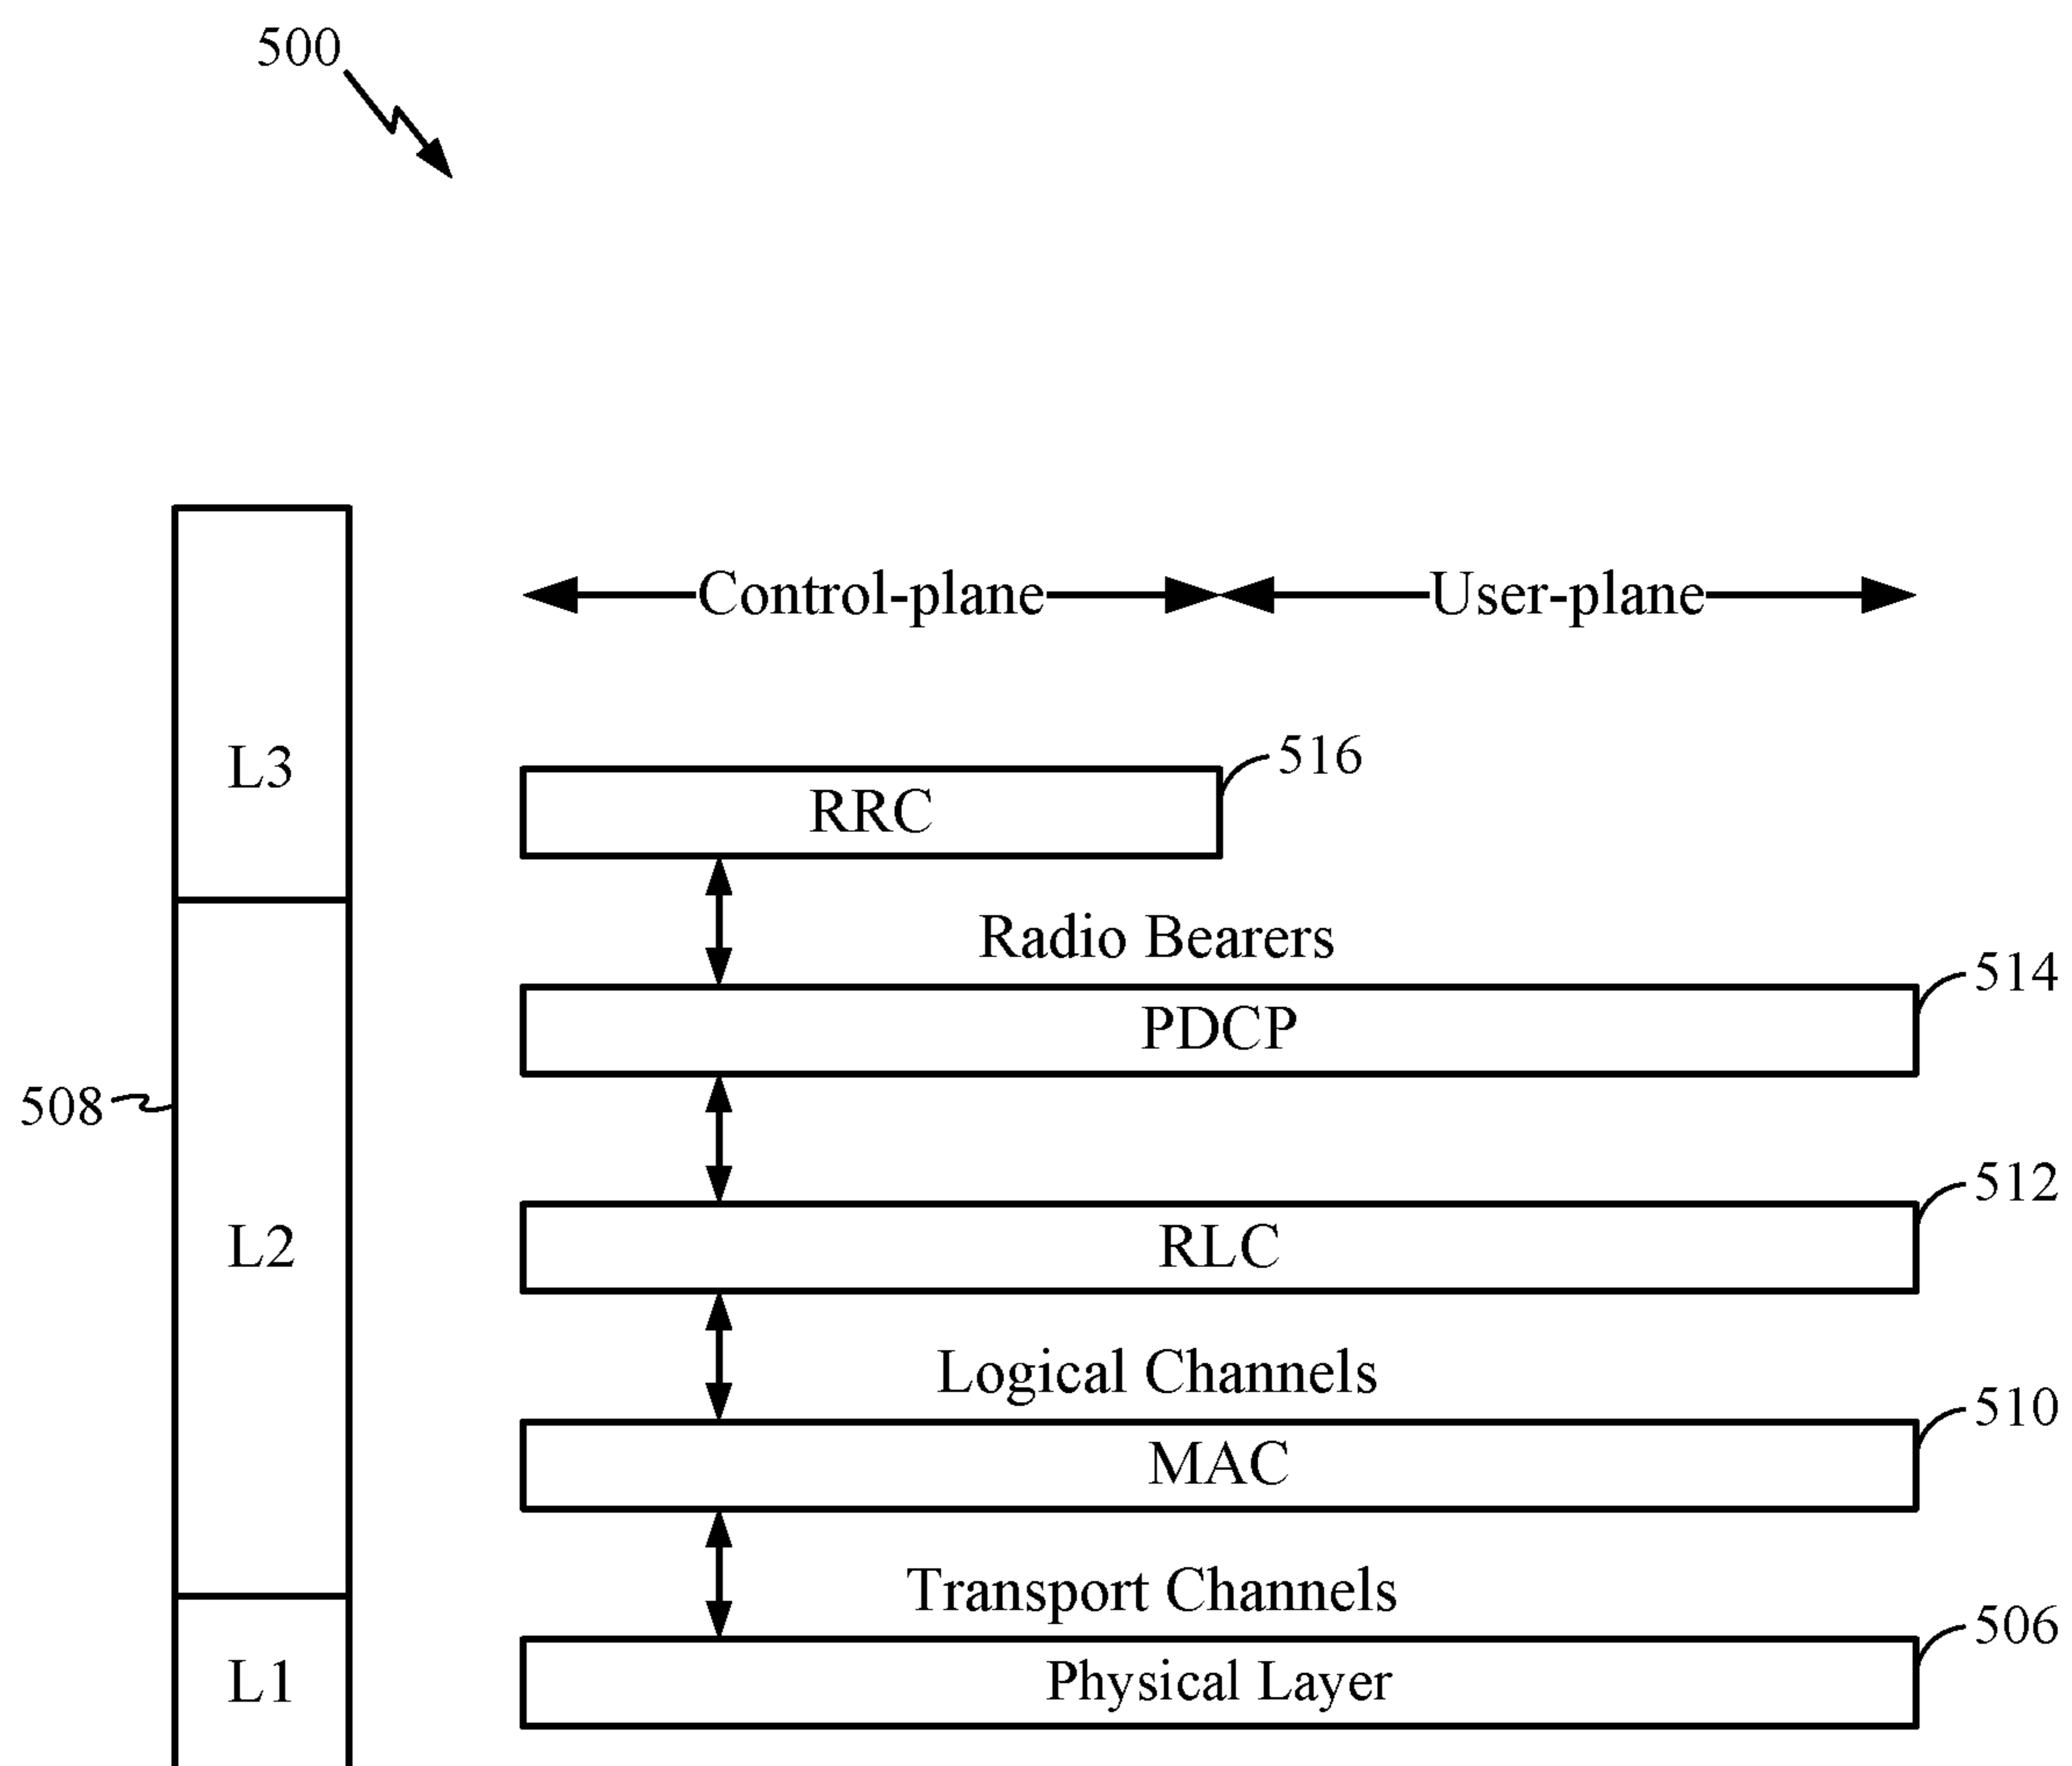 500
Control-plane
User-plane
L3
516
RRC
Radio Bearers
514
PDCP
508
512
L2
RLC
Logical Channels
510
MAC
Transport Channels
506
L1
Physical Layer